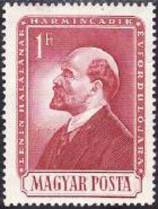 LENIN HALÁLÁNAK
HARMINCADIK
ÉVFORDULÓJÁRA
1 Ft
MAGYAR POSTA